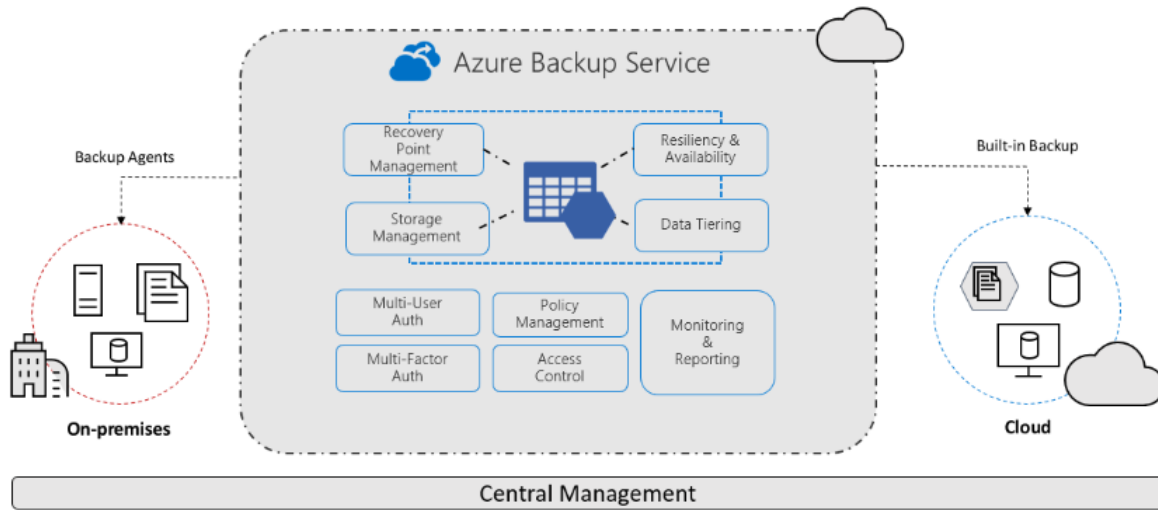 Azure Backup Service
Backup Agents
Built-in Backup
Recovery
Point
Management
Resiliency &
Availability
Storage
Management
Data Tiering
Multi-User
Auth
Policy
Management
Monitoring
&
Reporting
Multi-Factor
Auth
Access
Control
On-premises
Cloud
Central Management